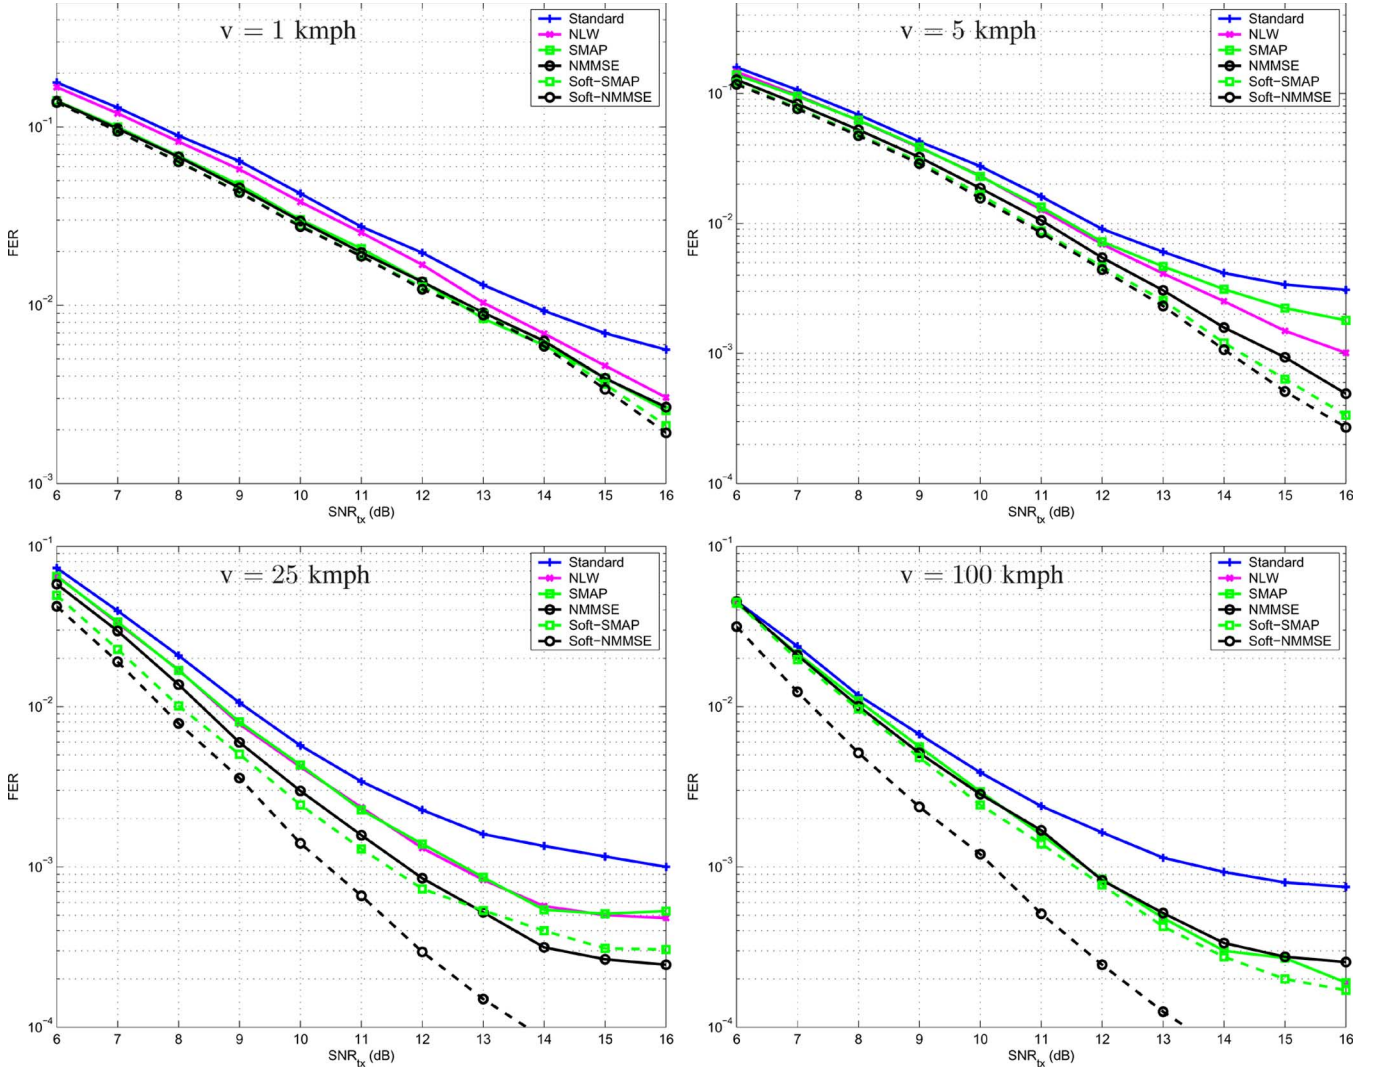 v = 1 kmph
Standard
NLW
SMAP
NMMSE
Soft-SMAP
Soft-NMMSE
10⁻¹
10⁻²
10⁻³
FER
6 7 8 9 10 11 12 13 14 15 16
SNRtx (dB)
v = 5 kmph
Standard
NLW
SMAP
NMMSE
Soft-SMAP
Soft-NMMSE
10⁻¹
10⁻²
10⁻³
10⁻⁴
FER
6 7 8 9 10 11 12 13 14 15 16
SNRtx (dB)
v = 25 kmph
Standard
NLW
SMAP
NMMSE
Soft-SMAP
Soft-NMMSE
10⁻¹
10⁻²
10⁻³
10⁻⁴
FER
6 7 8 9 10 11 12 13 14 15 16
SNRtx (dB)
v = 100 kmph
Standard
NLW
SMAP
NMMSE
Soft-SMAP
Soft-NMMSE
10⁻¹
10⁻²
10⁻³
10⁻⁴
FER
6 7 8 9 10 11 12 13 14 15 16
SNRtx (dB)